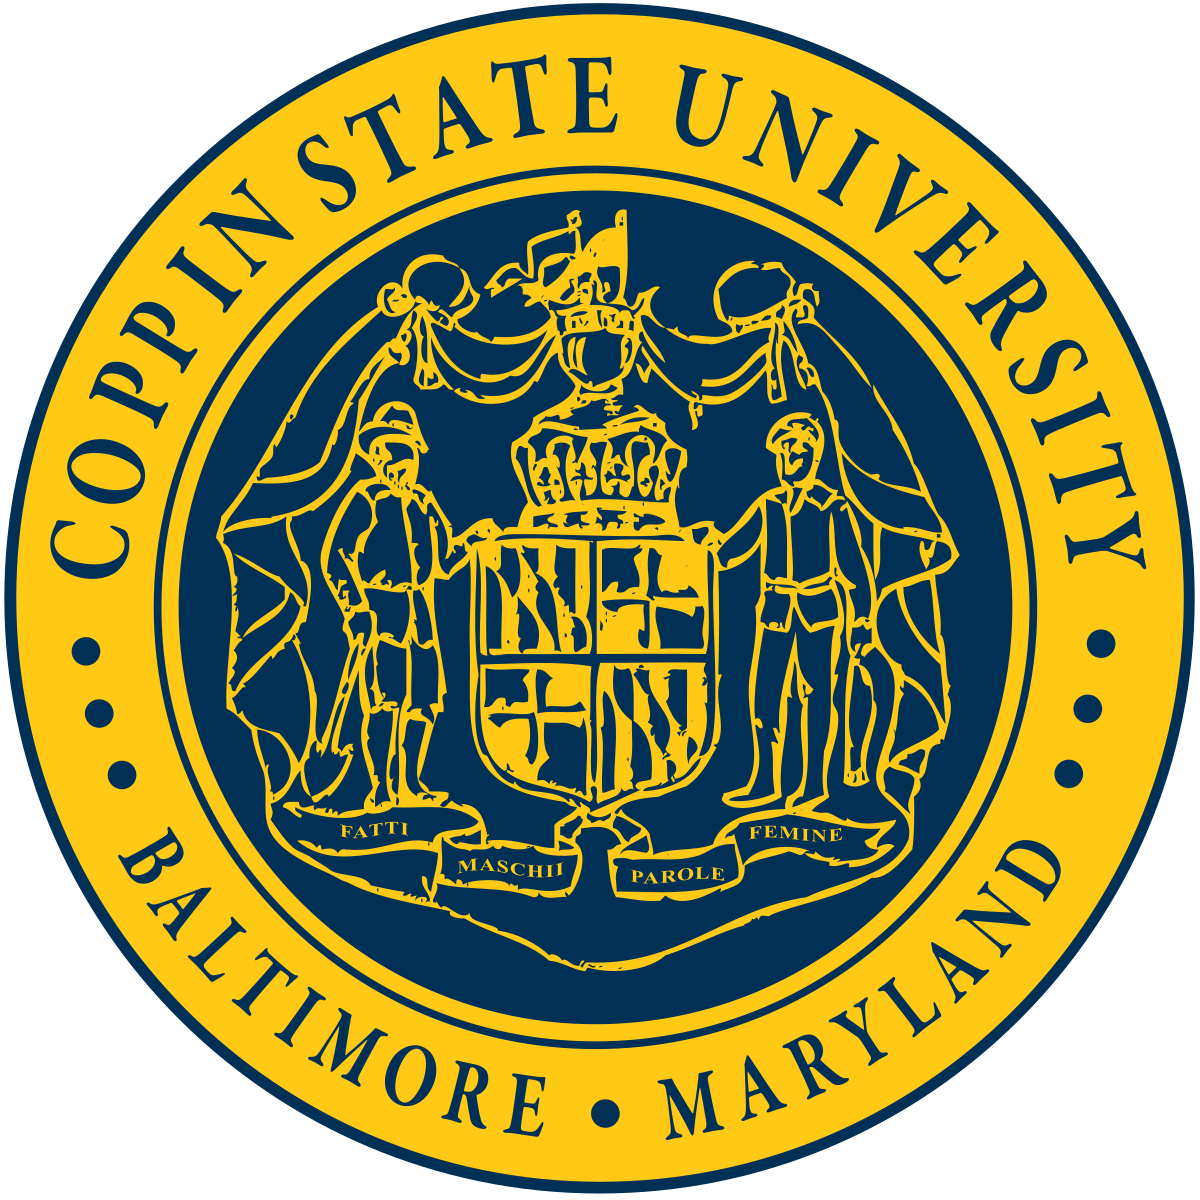 COPPIN STATE UNIVERSITY
FATTI
MASCHII
PAROLE
FEMINE
BALTIMORE • MARYLAND